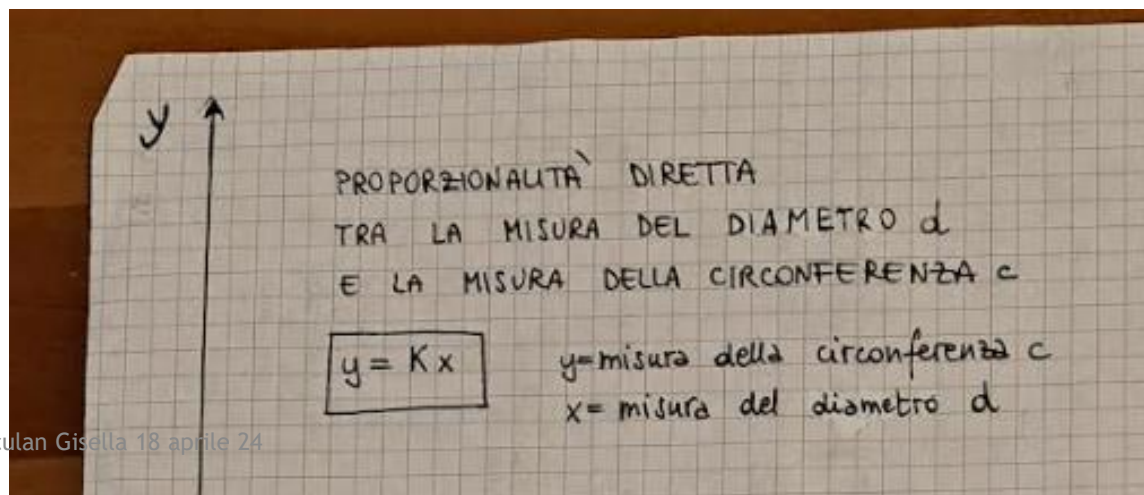 y
PROPORZIONALITÀ DIRETTA
TRA LA MISURA DEL DIAMETRO d
E LA MISURA DELLA CIRCONFERENZA c
y = Kx
y=misura della circonferenza c
x= misura del diametro d
Gisella 18 aprile 24